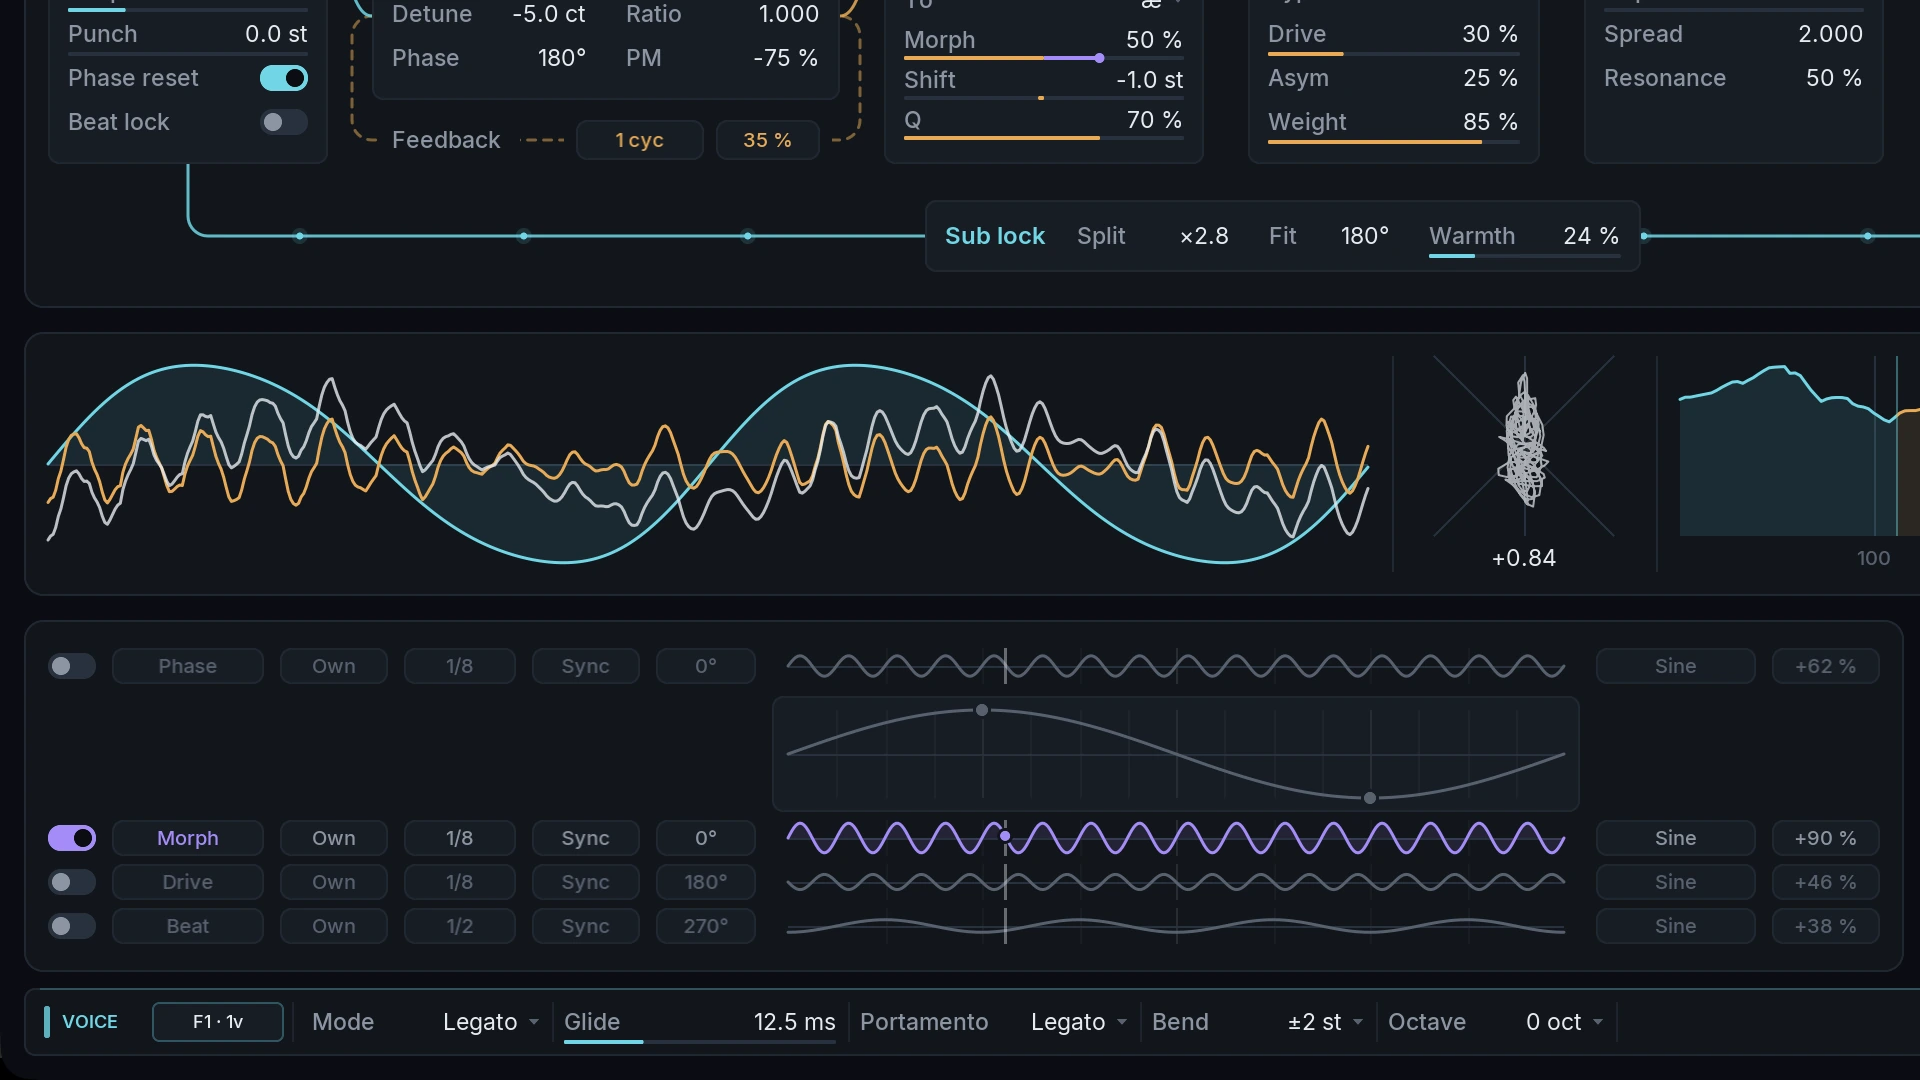 Detune -5.0 ct Ratio 1.000
Punch 0.0 st
Phase 180° PM -75 %
Morph 50 %
Drive 30 %
Spread 2.000
Phase reset
Shift -1.0 st
Asym 25 %
Resonance 50 %
Beat lock
Feedback 1 cyc 35 %
Q 70 %
Weight 85 %
Sub lock Split ×2.8 Fit 180° Warmth 24 %
+0.84
100
Phase Own 1/8 Sync 0° Sine +62 %
Morph Own 1/8 Sync 0° Sine +90 %
Drive Own 1/8 Sync 180° Sine +46 %
Beat Own 1/2 Sync 270° Sine +38 %
VOICE F1 · 1v Mode Legato Glide 12.5 ms Portamento Legato Bend ±2 st Octave 0 oct